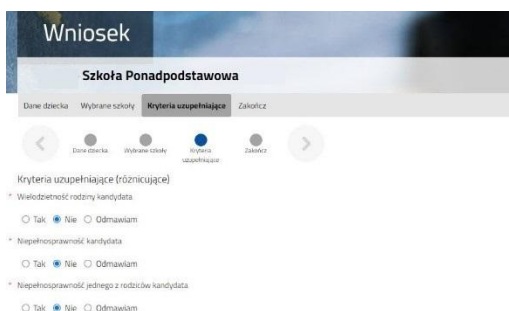 Wniosek
Szkoła Ponadpodstawowa
Dane dziecka Wybrane szkoły Kryteria uzupełniające Zakończ
Dane dziecka Wybrane szkoły Kryteria uzupełniające Zakończ
Kryteria uzupełniające (różnicujące)
* Wielodzietność rodziny kandydata
Tak Nie Odmawiam
* Niepełnosprawność kandydata
Tak Nie Odmawiam
* Niepełnosprawność jednego z rodziców kandydata
Tak Nie Odmawiam